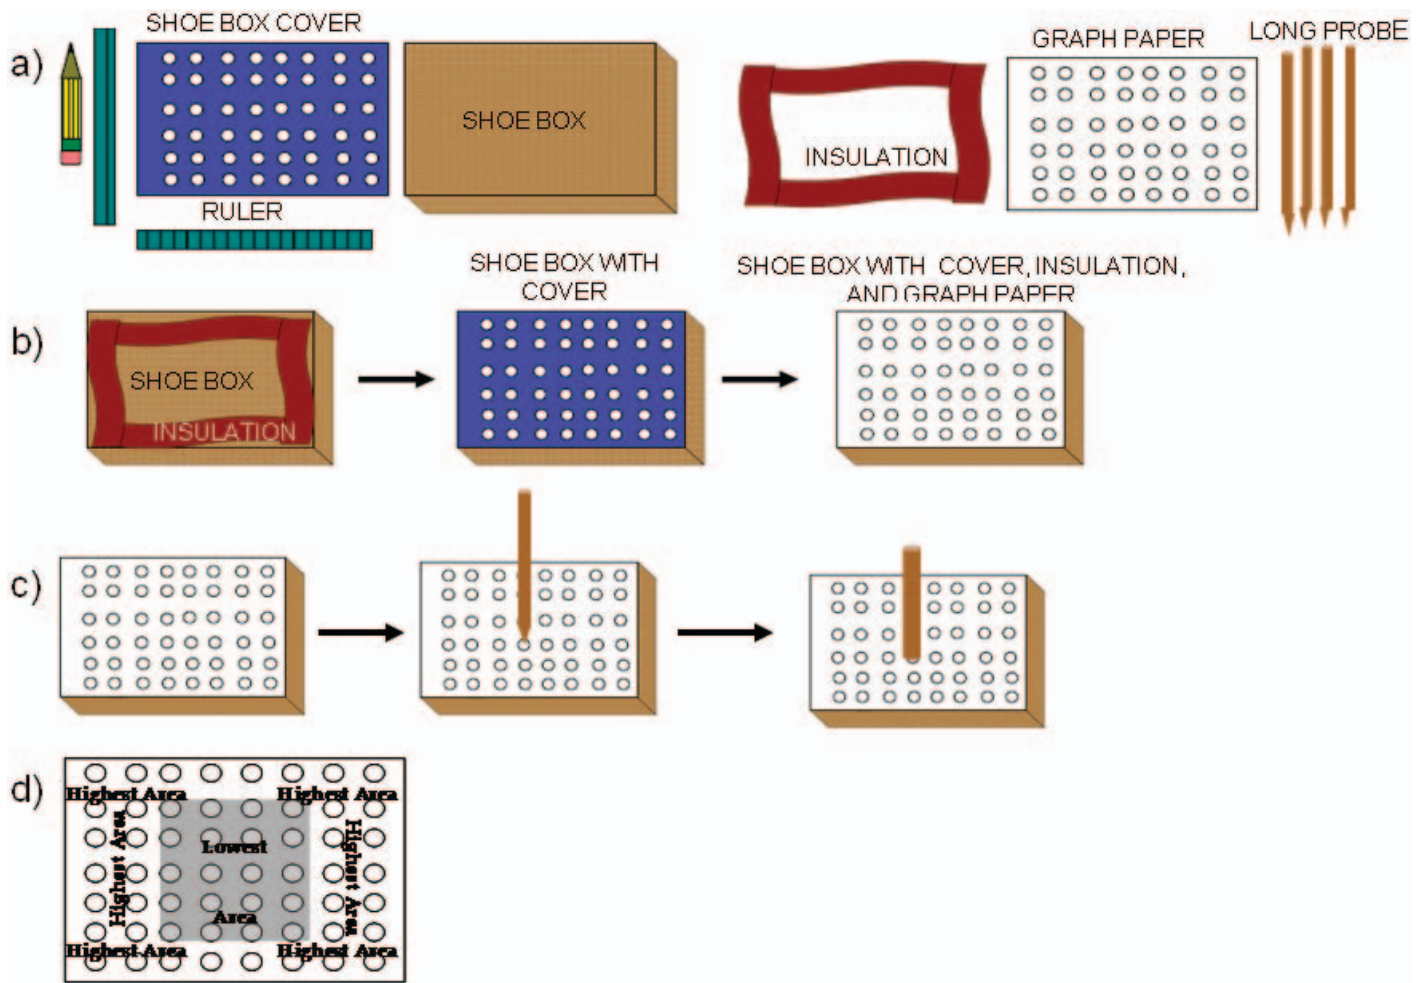 SHOE BOX COVER
GRAPH PAPER
LONG PROBE
a)
SHOE BOX
INSULATION
RULER
SHOE BOX WITH
COVER
SHOE BOX WITH COVER, INSULATION,
AND GRAPH PAPER
b)
SHOE BOX
INSULATION
c)
d)
Highest Area
Highest Area
Highest Area
Lowest
Area
Highest Area
Highest Area
Highest Area